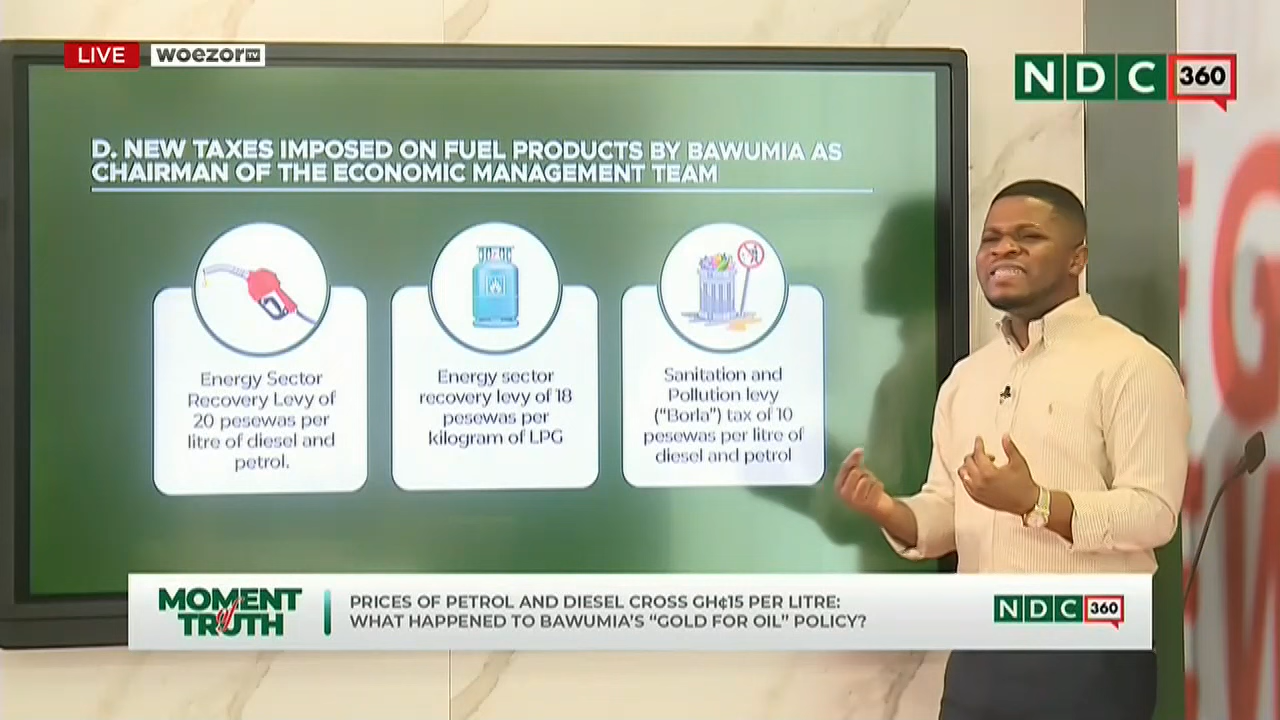 LIVE woezor TV
NDC 360
D. NEW TAXES IMPOSED ON FUEL PRODUCTS BY BAWUMIA AS
CHAIRMAN OF THE ECONOMIC MANAGEMENT TEAM
Energy Sector
Recovery Levy of
20 pesewas per
litre of diesel and
petrol.
Energy sector
recovery levy of 18
pesewas per
kilogram of LPG
Sanitation and
Pollution levy
("Borla") tax of 10
pesewas per litre of
diesel and petrol
MOMENT
of
TRUTH
PRICES OF PETROL AND DIESEL CROSS GH¢15 PER LITRE:
WHAT HAPPENED TO BAWUMIA'S "GOLD FOR OIL" POLICY?
NDC 360